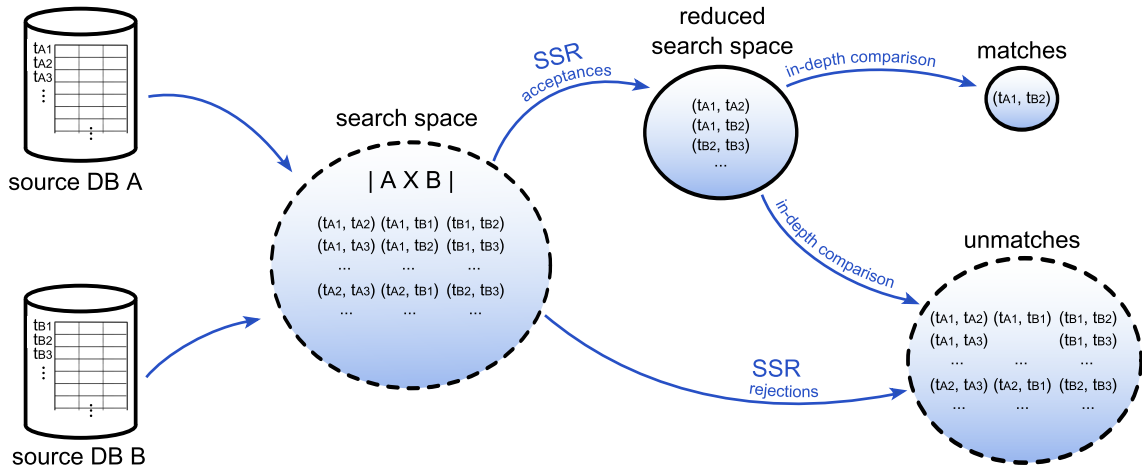 tA1
tA2
tA3
⋮
⋮
source DB A
tB1
tB2
tB3
⋮
⋮
source DB B
search space
| A X B |
(tA1, tA2) (tA1, tB1) (tB1, tB2)
(tA1, tA3) (tA1, tB2) (tB1, tB3)
... ... ...
(tA2, tA3) (tA2, tB1) (tB2, tB3)
... ... ...
SSR
acceptances
reduced
search space
(tA1, tA2)
(tA1, tB2)
(tB2, tB3)
...
in-depth comparison
matches
(tA1, tB2)
in-depth comparison
SSR
rejections
unmatches
(tA1, tA2) (tA1, tB1) (tB1, tB2)
(tA1, tA3) (tB1, tB3)
... ... ...
(tA2, tA3) (tA2, tB1) (tB2, tB3)
... ... ...